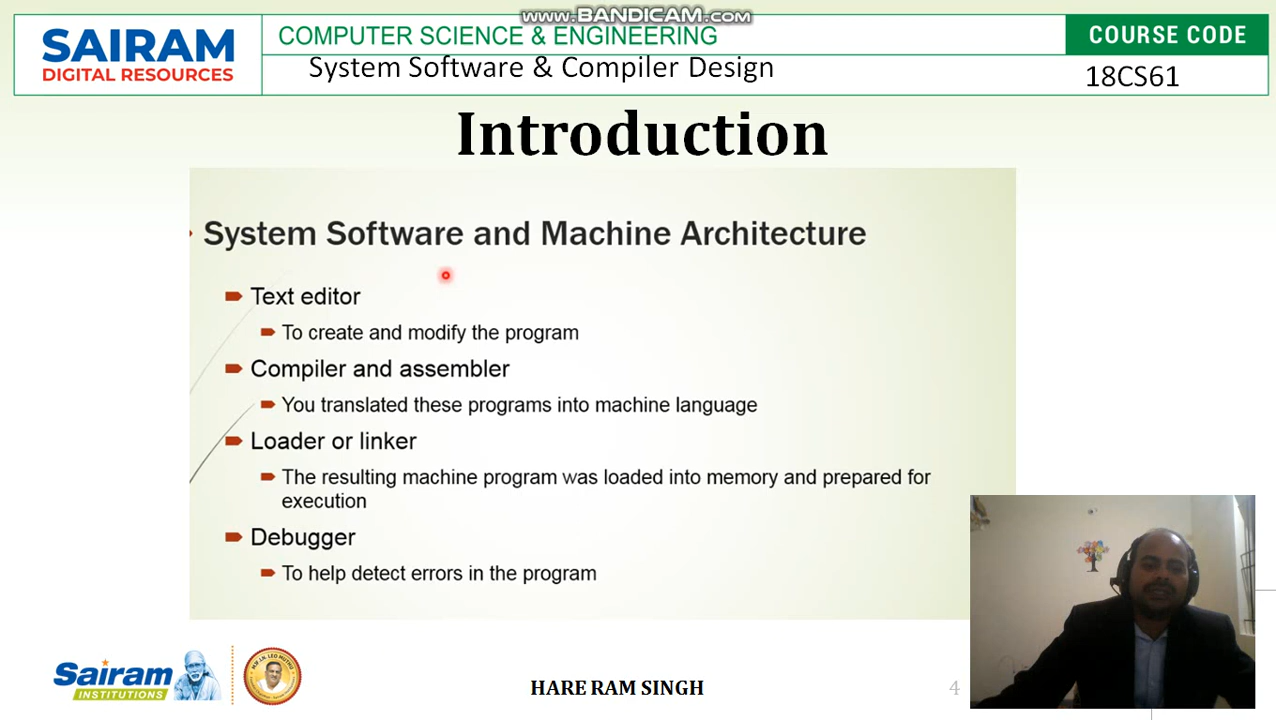 www.BANDICAM.com
SAIRAM
DIGITAL RESOURCES
COMPUTER SCIENCE & ENGINEERING
COURSE CODE
System Software & Compiler Design
18CS61
Introduction
System Software and Machine Architecture
Text editor
To create and modify the program
Compiler and assembler
You translated these programs into machine language
Loader or linker
The resulting machine program was loaded into memory and prepared for
execution
Debugger
To help detect errors in the program
Sairam
INSTITUTIONS
HARE RAM SINGH
4